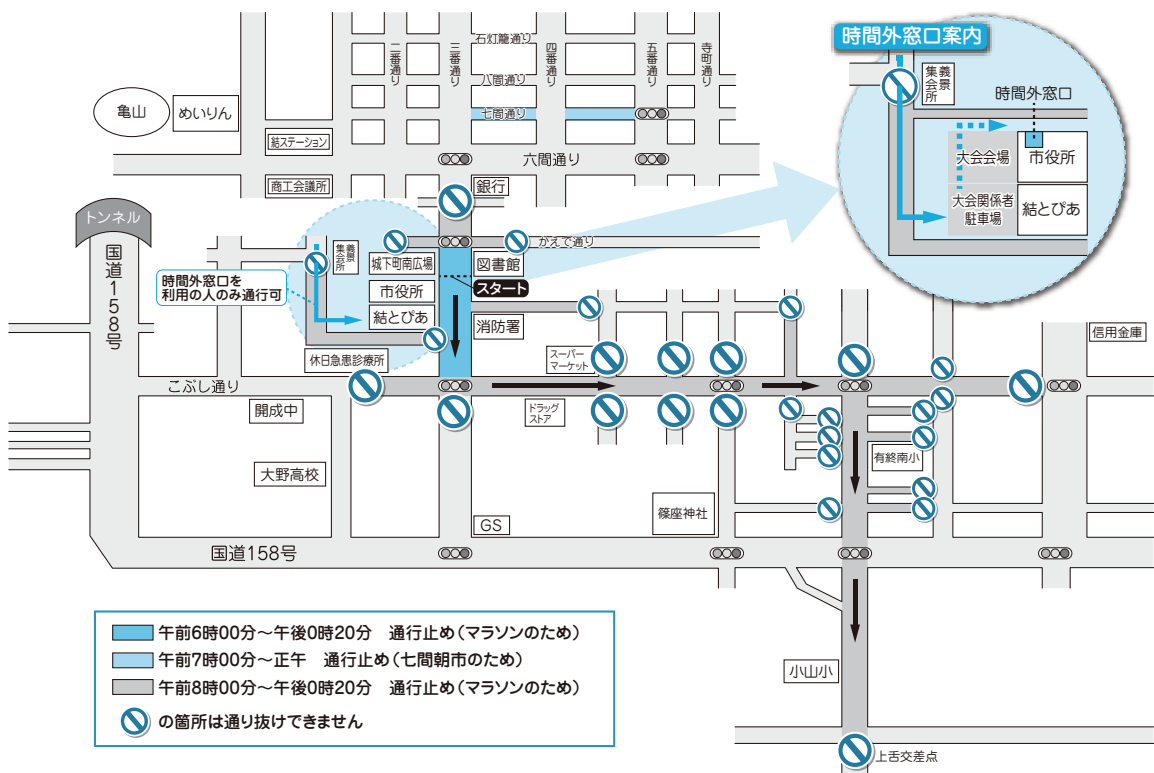 時間外窓口案内
義景
集会所
時間外窓口
大会会場
市役所
大会関係者
駐車場
結とぴあ
石灯籠通り
二番通り
三番通り
四番通り
五番通り
寺町通り
八間通り
七間通り
亀山
めいりん
結ステーション
六間通り
商工会議所
銀行
トンネル
国道158号
かえで通り
義景
集会所
城下町南広場
図書館
時間外窓口を
利用の人のみ通行可
市役所
スタート
結とぴあ
消防署
信用金庫
休日急患診療所
スーパー
マーケット
こぶし通り
開成中
ドラッグ
ストア
有終南小
大野高校
篠座神社
GS
国道158号
午前6時00分~午後0時20分 通行止め(マラソンのため)
午前7時00分~正午 通行止め(七間朝市のため)
午前8時00分~午後0時20分 通行止め(マラソンのため)
の箇所は通り抜けできません
小山小
上舌交差点